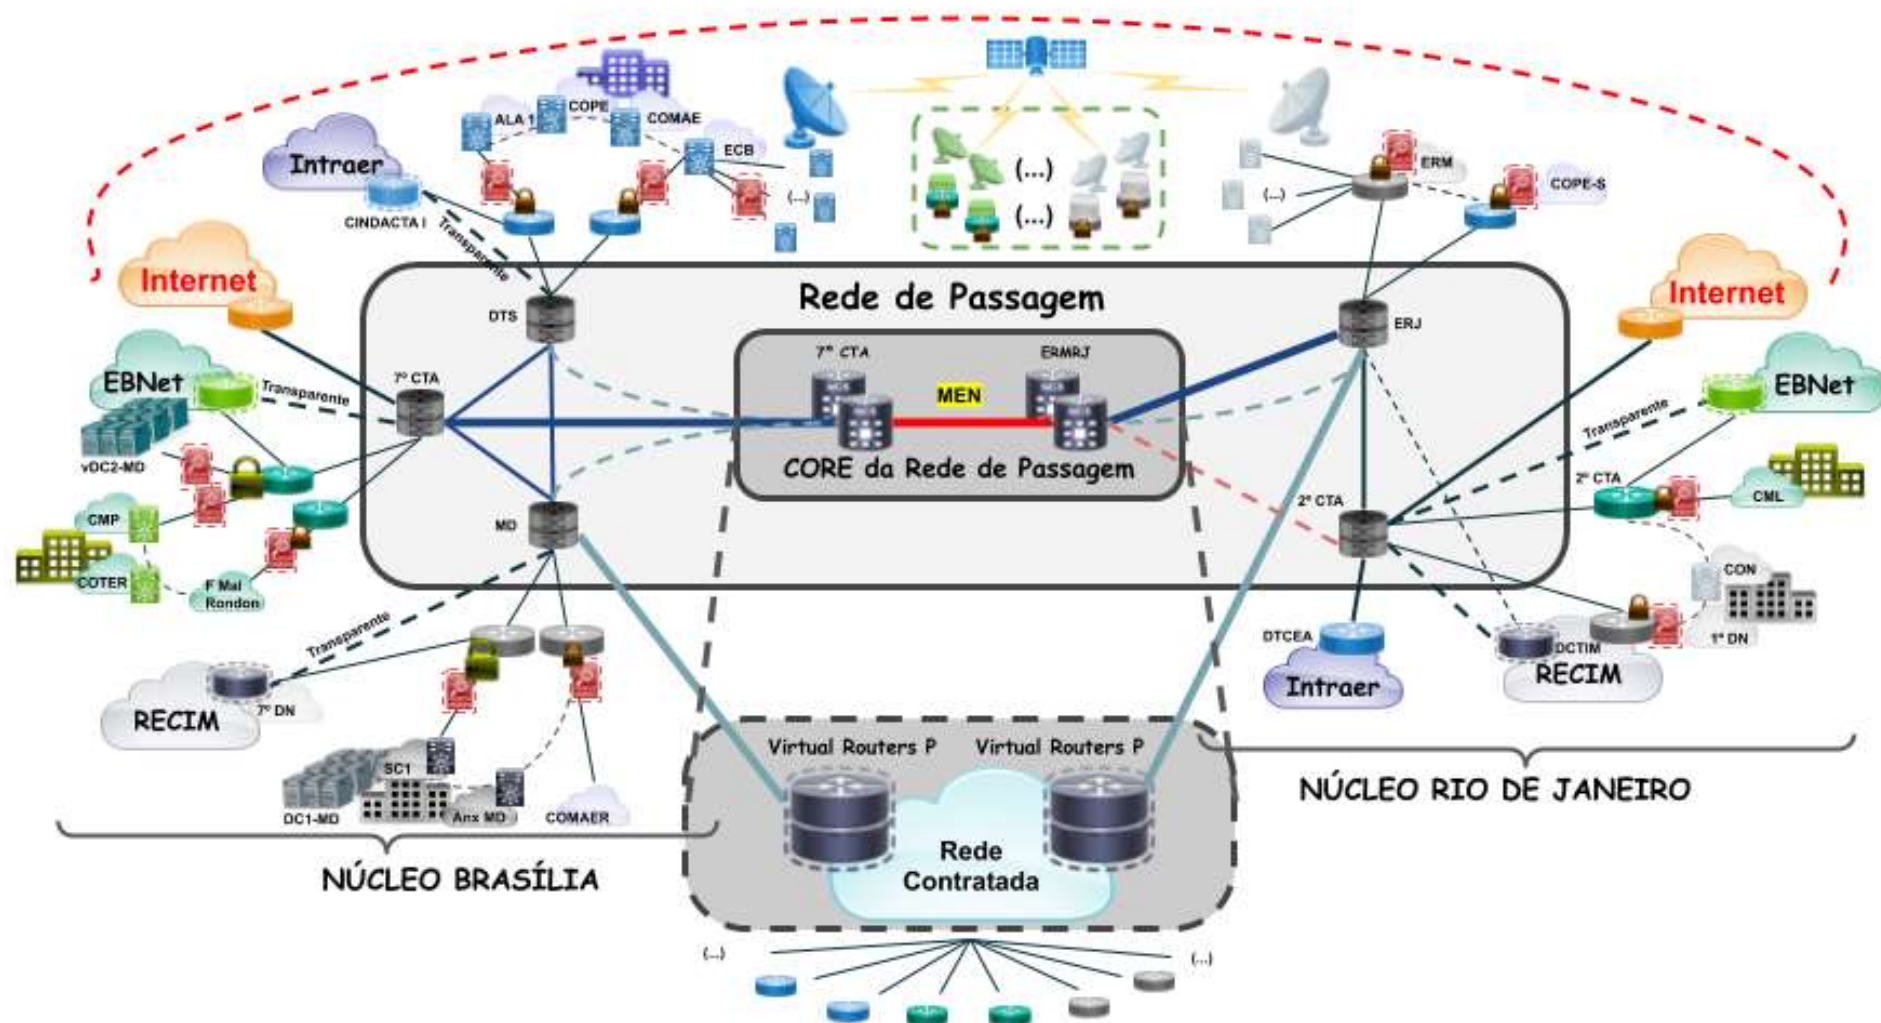 COPE
ALA 1
COMAE
ECB
(...)
Intraer
CINDACTA I
Transparente
Transparente
(...)
(...)
ERM
(...)
COPE-S
Internet
Internet
Rede de Passagem
DTS
ERJ
7º CTA
ERMRJ
MEN
CORE da Rede de Passagem
EBNet
Transparente
7º CTA
vDC2-MD
CMP
COTER
F Mal
Rondon
MD
EBNet
Transparente
2º CTA
CML
2º CTA
CON
1º DN
DTCEA
Intraer
DCTIM
RECIM
Transparente
RECIM
7º DN
SC1
DC1-MD
Anx MD
COMAER
NÚCLEO BRASÍLIA
NÚCLEO RIO DE JANEIRO
Virtual Routers P
Virtual Routers P
Rede
Contratada
(...)
(...)